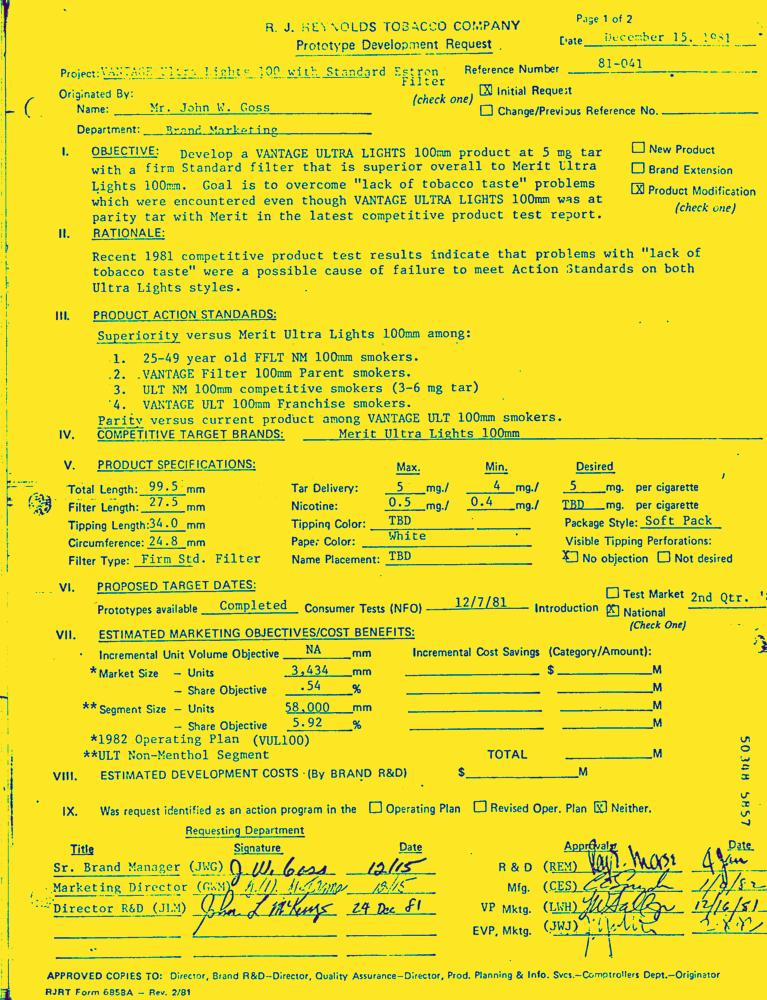 Page 1 of 2
R. J. REYNOLDS TOBACCO COMPANY
Prototype Development Request
Date December 15, 1981
Project: VANTAGE Ultra Lights 100 with Standard Estron Filter
Reference Number 81-041
Originated By:
Name: Mr. John W. Goss
(check one) ☒ Initial Request
☐ Change/Previous Reference No.
Department: Brand Marketing
I. OBJECTIVE: Develop a VANTAGE ULTRA LIGHTS 100mm product at 5 mg tar
with a firm Standard filter that is superior overall to Merit Ultra
Lights 100mm. Goal is to overcome "lack of tobacco taste" problems
which were encountered even though VANTAGE ULTRA LIGHTS 100mm was at
parity tar with Merit in the latest competitive product test report.
☐ New Product
☐ Brand Extension
☒ Product Modification
(check one)
II. RATIONALE:
Recent 1981 competitive product test results indicate that problems with "lack of
tobacco taste" were a possible cause of failure to meet Action Standards on both
Ultra Lights styles.
III. PRODUCT ACTION STANDARDS:
Superiority versus Merit Ultra Lights 100mm among:
1. 25-49 year old FFLT NM 100mm smokers.
2. VANTAGE Filter 100mm Parent smokers.
3. ULT NM 100mm competitive smokers (3-6 mg tar)
4. VANTAGE ULT 100mm Franchise smokers.
Parity versus current product among VANTAGE ULT 100mm smokers.
IV. COMPETITIVE TARGET BRANDS: Merit Ultra Lights 100mm
V. PRODUCT SPECIFICATIONS: Max. Min. Desired
Total Length: 99.5 mm Tar Delivery: 5 mg./ 4 mg./ 5 mg. per cigarette
Filter Length: 27.5 mm Nicotine: 0.5 mg./ 0.4 mg./ TBD mg. per cigarette
Tipping Length: 34.0 mm Tipping Color: TBD Package Style: Soft Pack
Circumference: 24.8 mm Paper Color: White Visible Tipping Perforations:
Filter Type: Firm Std. Filter Name Placement: TBD ☒ No objection ☐ Not desired
VI. PROPOSED TARGET DATES:
Prototypes available Completed Consumer Tests (NFO) 12/7/81 Introduction ☐ Test Market 2nd Qtr.
☒ National
(Check One)
VII. ESTIMATED MARKETING OBJECTIVES/COST BENEFITS:
Incremental Unit Volume Objective NA mm Incremental Cost Savings (Category/Amount):
*Market Size – Units 3,434 mm $ M
– Share Objective .54 % M
**Segment Size – Units 58,000 mm M
– Share Objective 5.92 % M
*1982 Operating Plan (VUL100)
**ULT Non-Menthol Segment TOTAL M
VIII. ESTIMATED DEVELOPMENT COSTS (By BRAND R&D) $ M
50348 5857
IX. Was request identified as an action program in the ☐ Operating Plan ☐ Revised Oper. Plan ☒ Neither.
Requesting Department
Title Signature Date Approvals Date
Sr. Brand Manager (JWG) J. W. Goss 12/15 R & D (REM) 4 Jan
Marketing Director (GWM) Mfg. (CES)
Director R&D (JLM) 24 Dec 81 VP Mktg. (LWH) 12/16/81
EVP, Mktg. (JWJ)
APPROVED COPIES TO: Director, Brand R&D–Director, Quality Assurance–Director, Prod. Planning & Info. Svcs.–Comptrollers Dept.–Originator
RJRT Form 6858A – Rev. 2/81